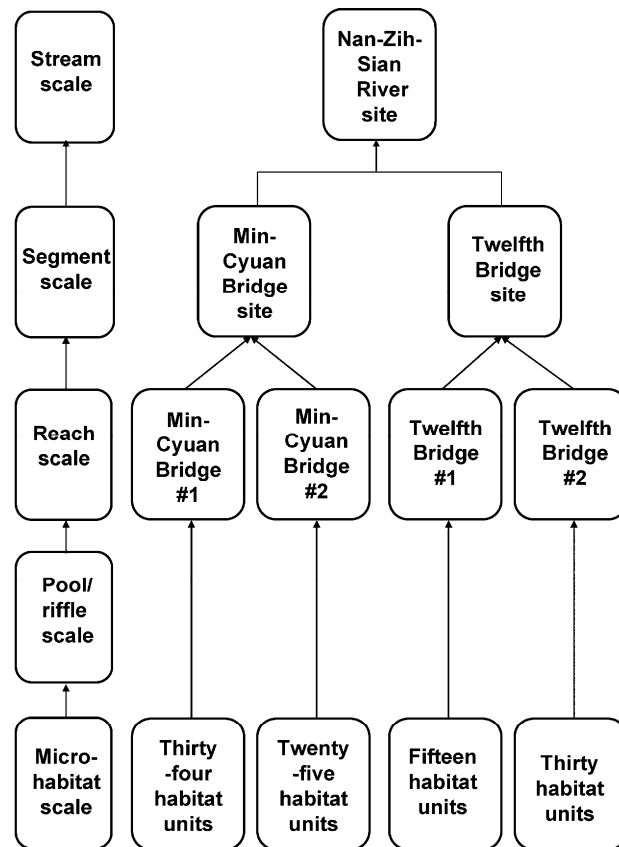 Stream
scale
Nan-Zih-
Sian
River
site
Segment
scale
Min-
Cyuan
Bridge
site
Twelfth
Bridge
site
Reach
scale
Min-
Cyuan
Bridge
#1
Min-
Cyuan
Bridge
#2
Twelfth
Bridge
#1
Twelfth
Bridge
#2
Pool/
riffle
scale
Micro-
habitat
scale
Thirty
-four
habitat
units
Twenty
-five
habitat
units
Fifteen
habitat
units
Thirty
habitat
units